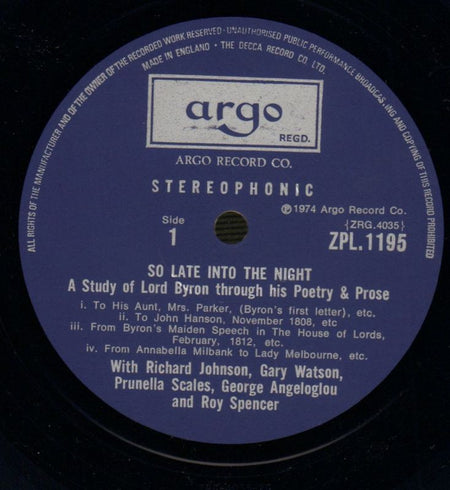 ALL RIGHTS OF THE MANUFACTURER AND OF THE OWNER OF THE RECORDED WORK RESERVED · UNAUTHORISED PUBLIC PERFORMANCE BROADCASTING AND COPYING OF THIS RECORD PROHIBITED
MADE IN ENGLAND · THE DECCA RECORD CO. LTD.
argo
REGD.
ARGO RECORD CO.
STEREOPHONIC
Side
1
Ⓟ1974 Argo Record Co.
{ZRG.4035}
ZPL.1195
SO LATE INTO THE NIGHT
A Study of Lord Byron through his Poetry & Prose
i. To His Aunt, Mrs. Parker, (Byron's first letter), etc.
ii. To John Hanson, November 1808, etc
iii. From Byron's Maiden Speech in The House of Lords,
February, 1812, etc.
iv. From Annabella Milbank to Lady Melbourne, etc.
With Richard Johnson, Gary Watson,
Prunella Scales, George Angeloglou
and Roy Spencer